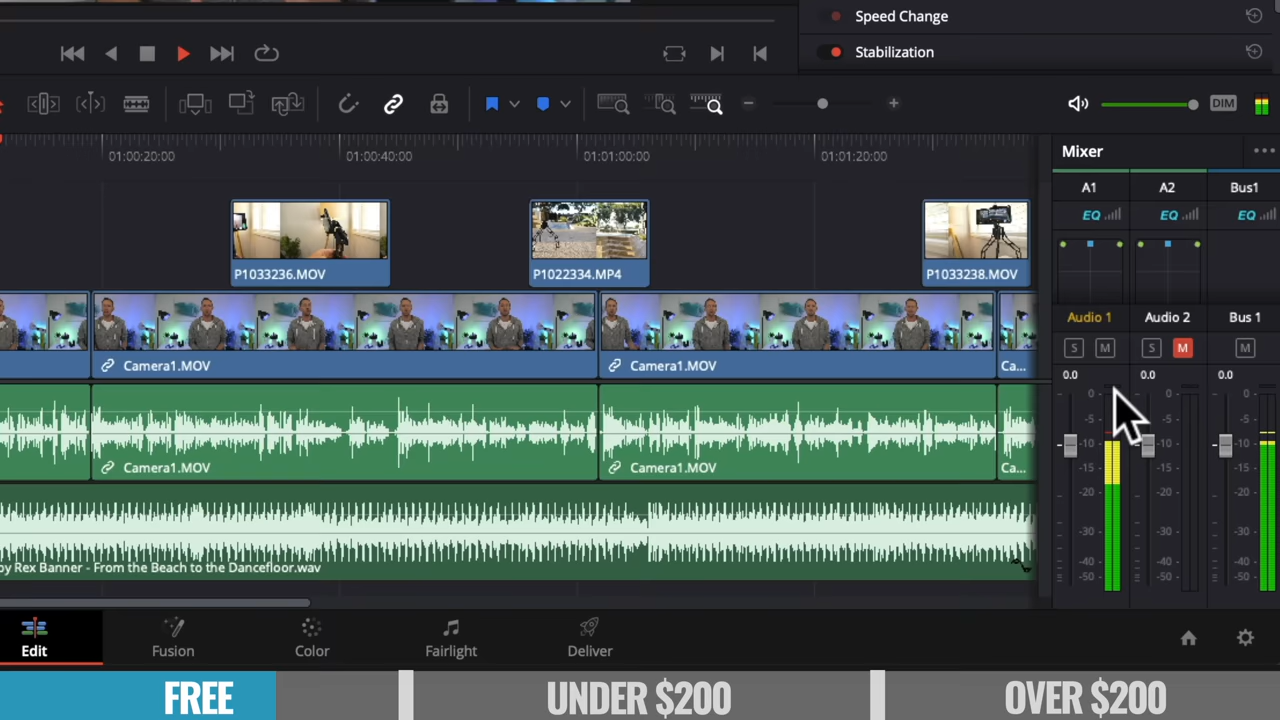 Speed Change
Stabilization
DIM
01:00:20:00
01:00:40:00
01:01:00:00
01:01:20:00
Mixer
A1
A2
Bus1
EQ
EQ
EQ
P1033236.MOV
P1022334.MP4
P1033238.MOV
Audio 1
Audio 2
Bus 1
S
M
S
M
M
Camera1.MOV
Camera1.MOV
Ca...
0.0
0.0
0.0
0
-5
-10
-15
-20
-30
-40
-50
0
-5
-10
-15
-20
-30
-40
-50
0
-5
-10
-15
-20
-30
-40
-50
Camera1.MOV
Camera1.MOV
Ca...
by Rex Banner - From the Beach to the Dancefloor.wav
Edit
Fusion
Color
Fairlight
Deliver
FREE
UNDER $200
OVER $200